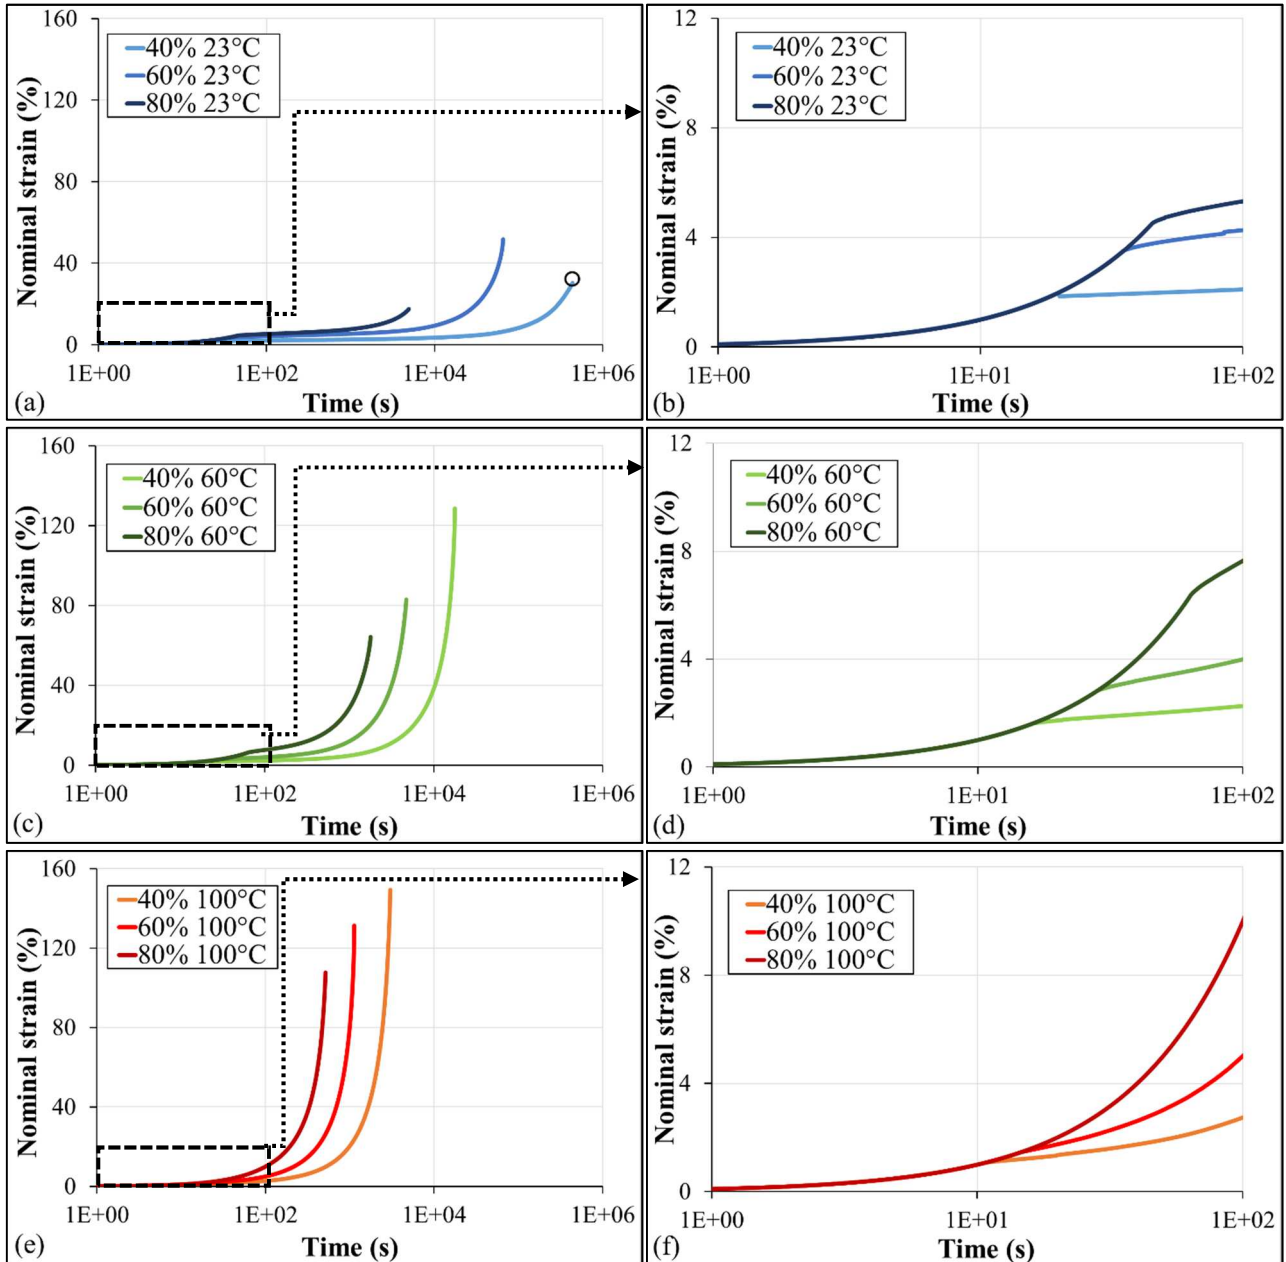 160
120
80
40
0
Nominal strain (%)
40% 23°C
60% 23°C
80% 23°C
1E+00
1E+02
1E+04
1E+06
(a)
Time (s)
12
8
4
0
Nominal strain (%)
40% 23°C
60% 23°C
80% 23°C
1E+00
1E+01
1E+02
(b)
Time (s)
160
120
80
40
0
Nominal strain (%)
40% 60°C
60% 60°C
80% 60°C
1E+00
1E+02
1E+04
1E+06
(c)
Time (s)
12
8
4
0
Nominal strain (%)
40% 60°C
60% 60°C
80% 60°C
1E+00
1E+01
1E+02
(d)
Time (s)
160
120
80
40
0
Nominal strain (%)
40% 100°C
60% 100°C
80% 100°C
1E+00
1E+02
1E+04
1E+06
(e)
Time (s)
12
8
4
0
Nominal strain (%)
40% 100°C
60% 100°C
80% 100°C
1E+00
1E+01
1E+02
(f)
Time (s)